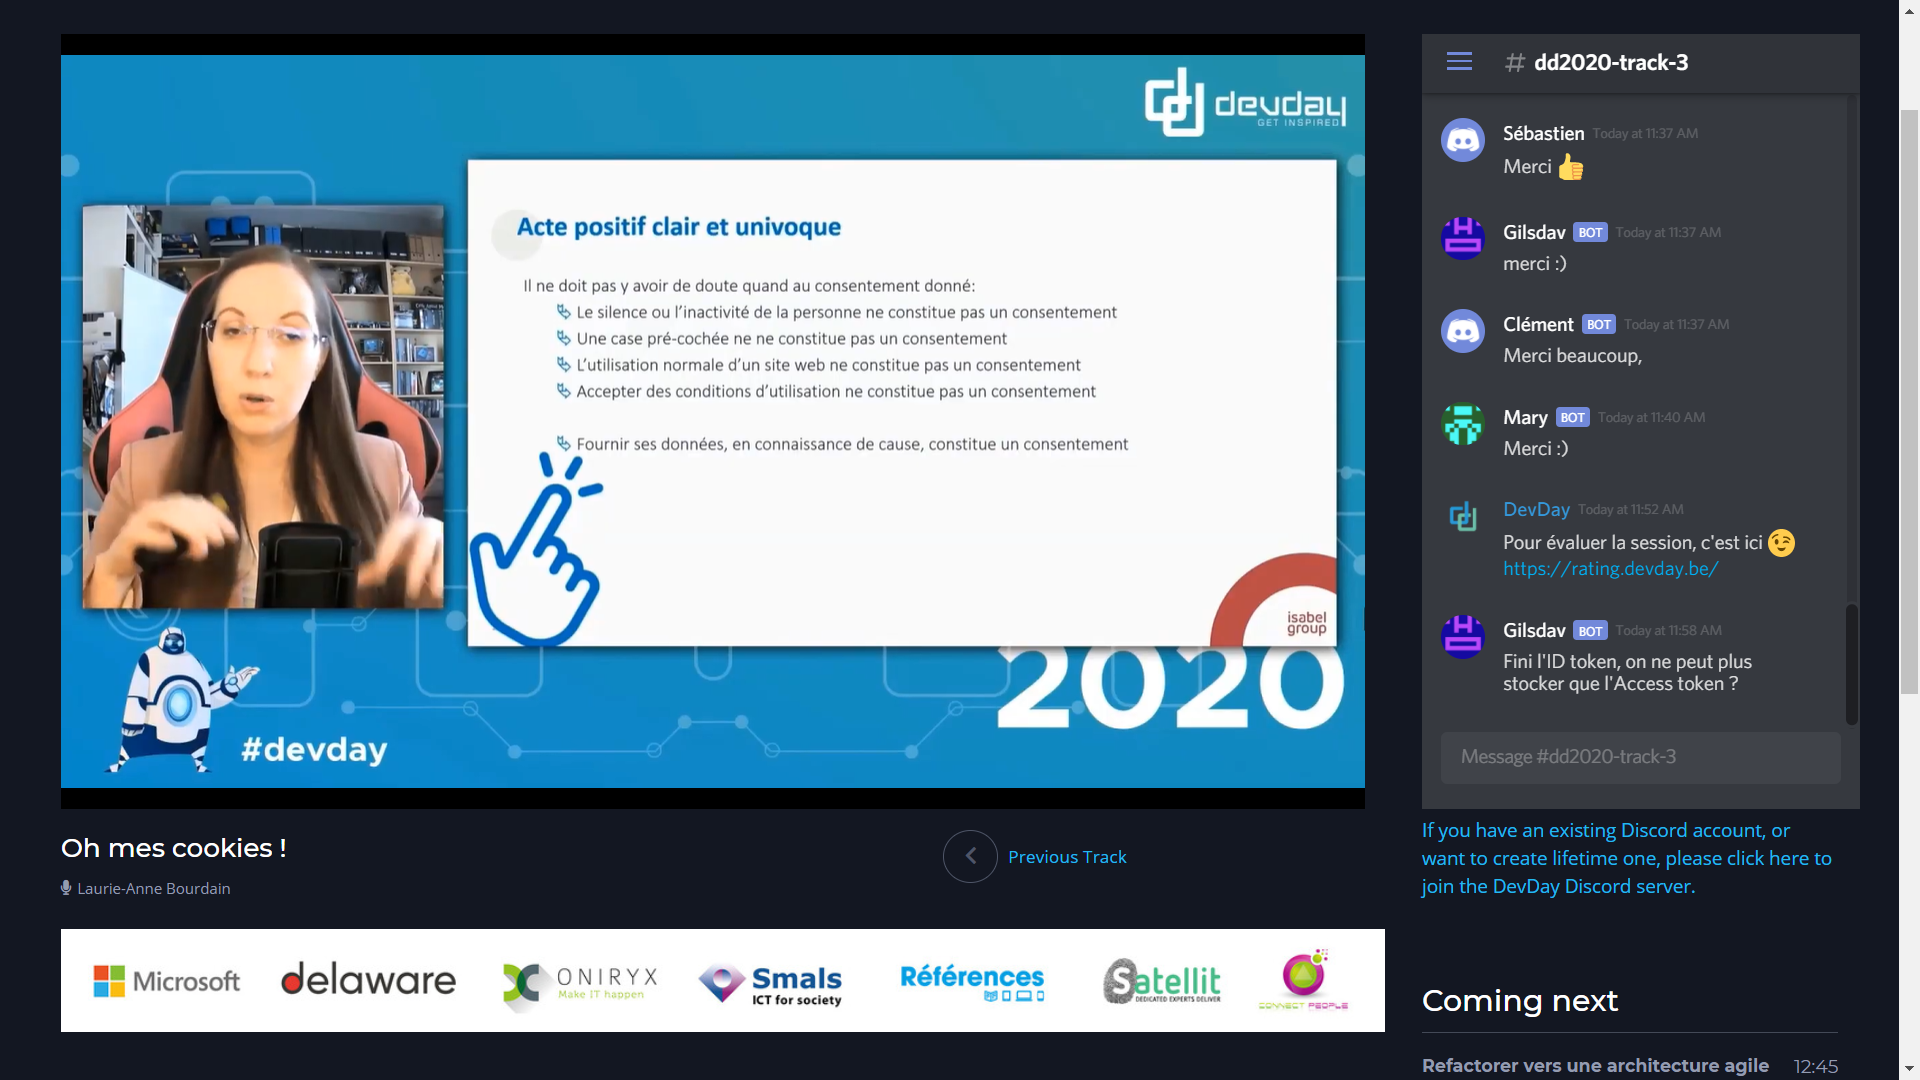 devday
GET INSPIRED
Acte positif clair et univoque
Il ne doit pas y avoir de doute quand au consentement donné:
Le silence ou l'inactivité de la personne ne constitue pas un consentement
Une case pré-cochée ne ne constitue pas un consentement
L'utilisation normale d'un site web ne constitue pas un consentement
Accepter des conditions d'utilisation ne constitue pas un consentement
Fournir ses données, en connaissance de cause, constitue un consentement
isabel
group
2020
#devday
Oh mes cookies !
Laurie-Anne Bourdain
Previous Track
Microsoft
delaware
ONIRYX
Make IT happen
Smals
ICT for society
Références
Satellit
DEDICATED EXPERTS DELIVER
CONNECT PEOPLE
# dd2020-track-3
Sébastien Today at 11:37 AM
Merci 👍
Gilsdav BOT Today at 11:37 AM
merci :)
Clément BOT Today at 11:37 AM
Merci beaucoup,
Mary BOT Today at 11:40 AM
Merci :)
DevDay Today at 11:52 AM
Pour évaluer la session, c'est ici 😉
https://rating.devday.be/
Gilsdav BOT Today at 11:58 AM
Fini l'ID token, on ne peut plus
stocker que l'Access token ?
Message #dd2020-track-3
If you have an existing Discord account, or
want to create lifetime one, please click here to
join the DevDay Discord server.
Coming next
Refactorer vers une architecture agile 12:45